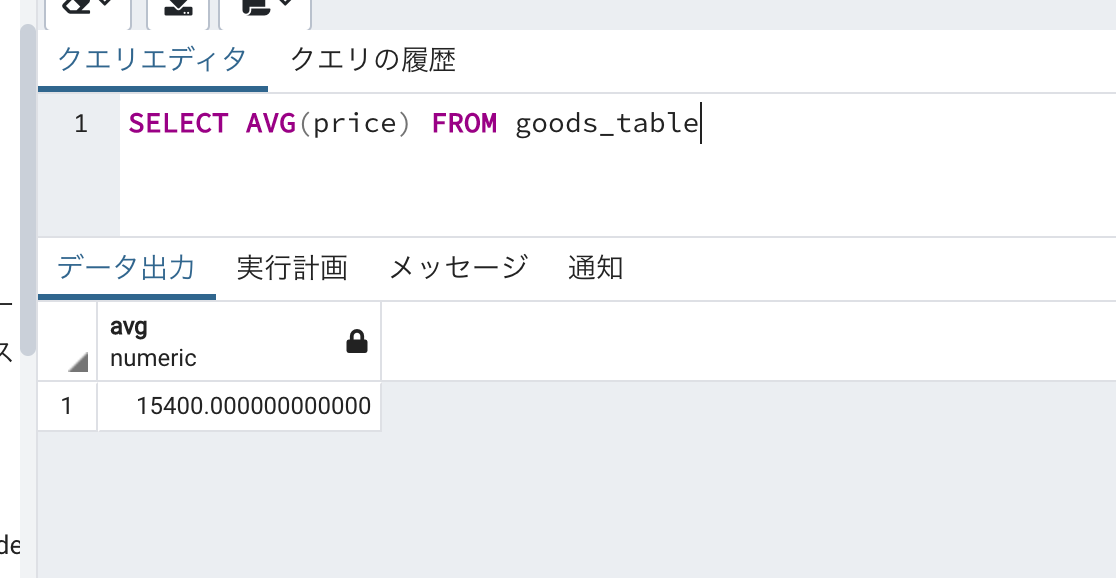 クエリエディタ クエリの履歴
1 SELECT AVG(price) FROM goods_table
データ出力 実行計画 メッセージ 通知
avg
numeric
1 15400.000000000000
ス
de